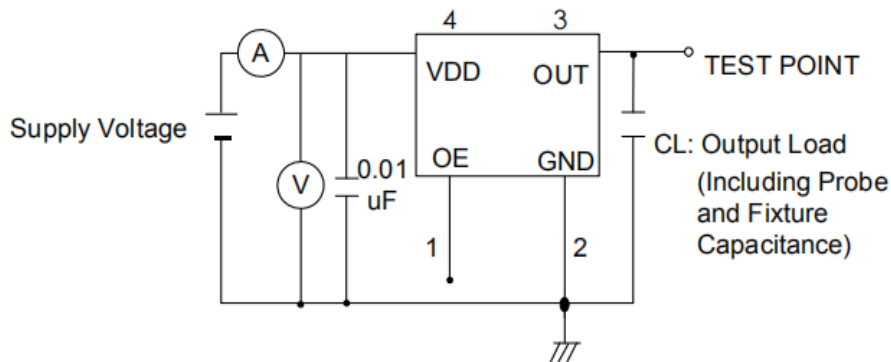 4 3
A
VDD OUT
TEST POINT
Supply Voltage
V
0.01
uF
OE GND
CL: Output Load
(Including Probe
and Fixture
Capacitance)
1 2